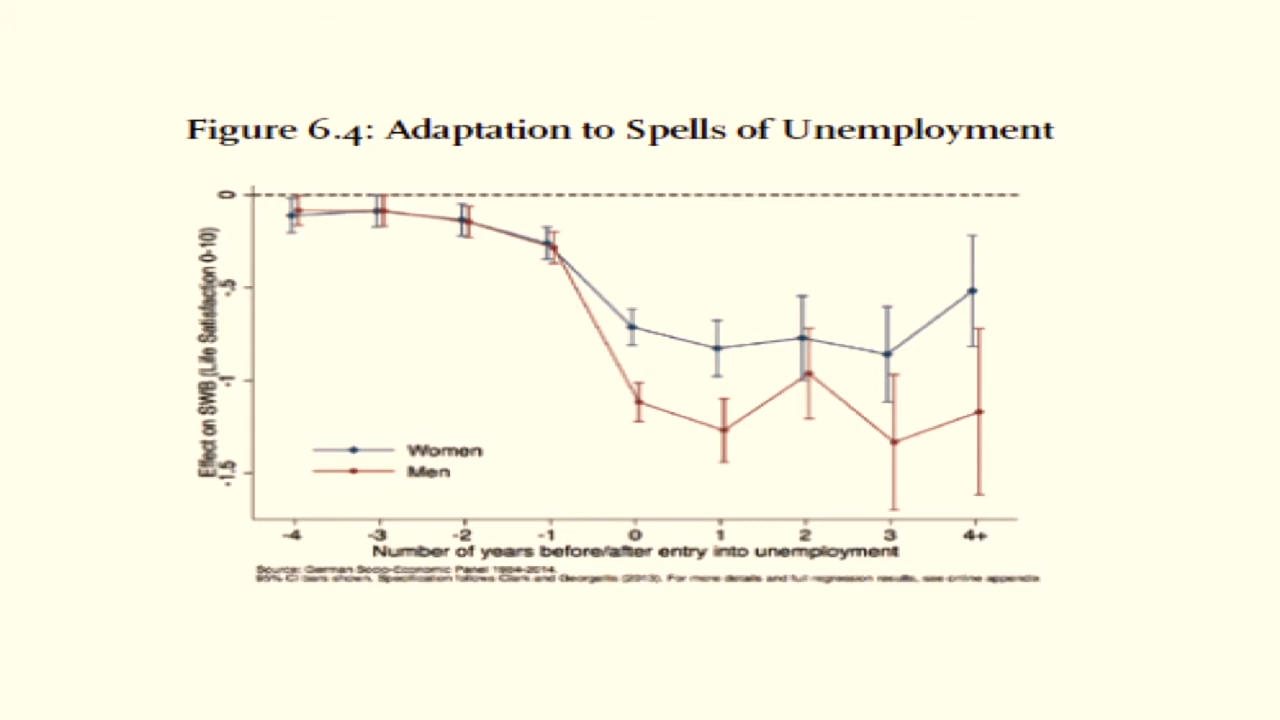 Figure 6.4: Adaptation to Spells of Unemployment
Effect on SWB (Life Satisfaction 0-10)
0
-.5
-1
-1.5
Women
Men
-4 -3 -2 -1 0 1 2 3 4+
Number of years before/after entry into unemployment
Source: German Socio-Economic Panel 1984-2014.
95% CI bars shown. Specification follows Clark and Georgellis (2013). For more details and full regression results, see online appendix